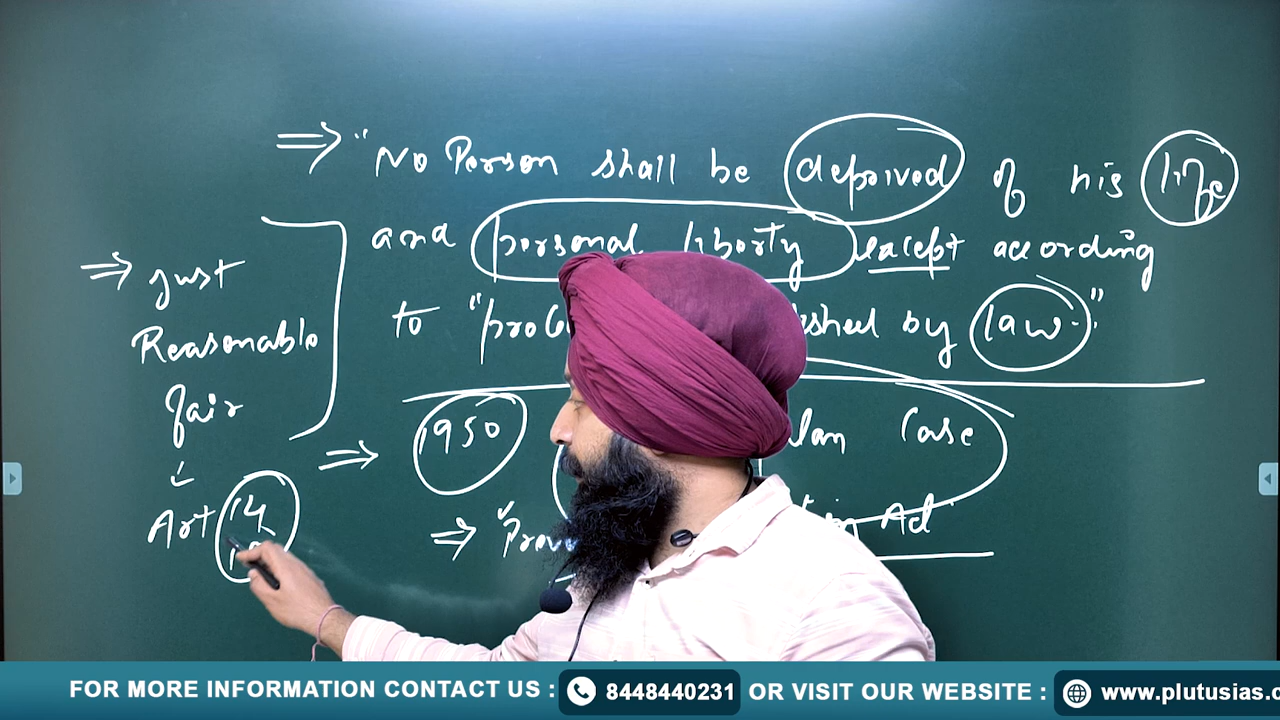 ⇒ "No Person shall be deprived of his life
and personal liberty except according
to "proce shed by law."
⇒ Just
Reasonable
fair
Art 14
⇒ 1950 lan Case
⇒ Prev Act
FOR MORE INFORMATION CONTACT US : 8448440231 OR VISIT OUR WEBSITE : www.plutusias.c